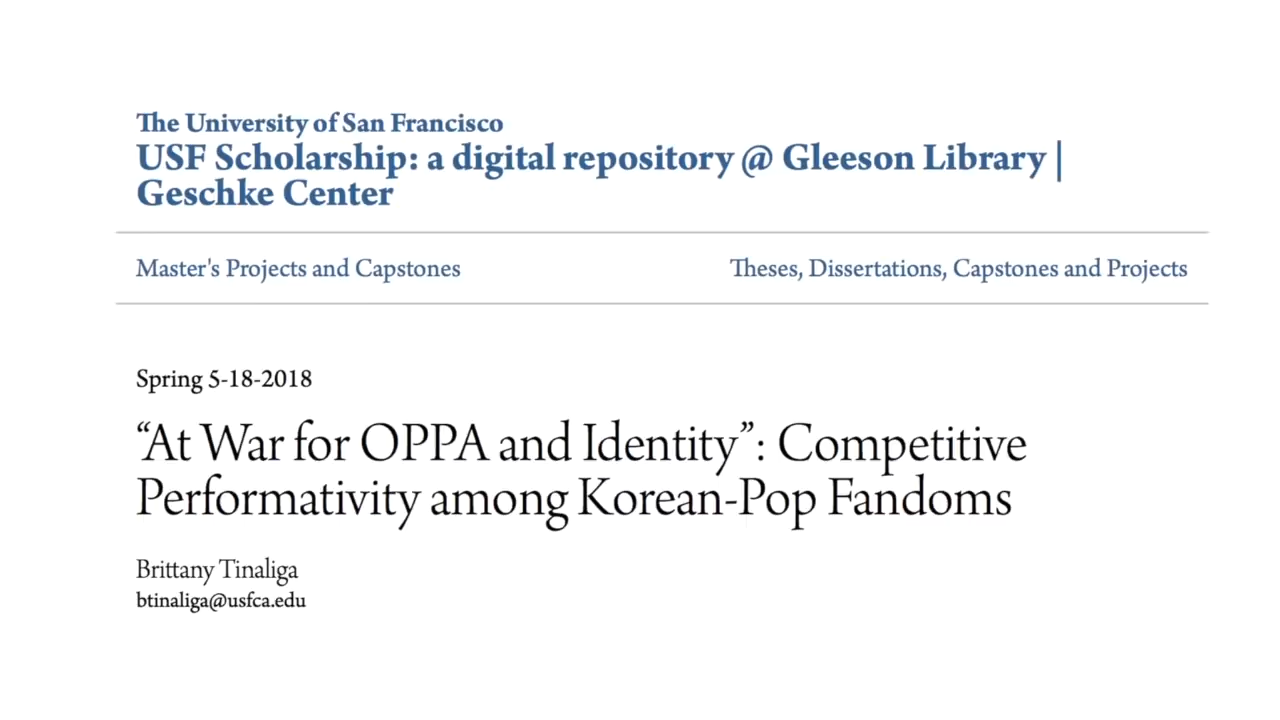 The University of San Francisco
USF Scholarship: a digital repository @ Gleeson Library |
Geschke Center
Master's Projects and Capstones
Theses, Dissertations, Capstones and Projects
Spring 5-18-2018
“At War for OPPA and Identity”: Competitive
Performativity among Korean-Pop Fandoms
Brittany Tinaliga
btinaliga@usfca.edu